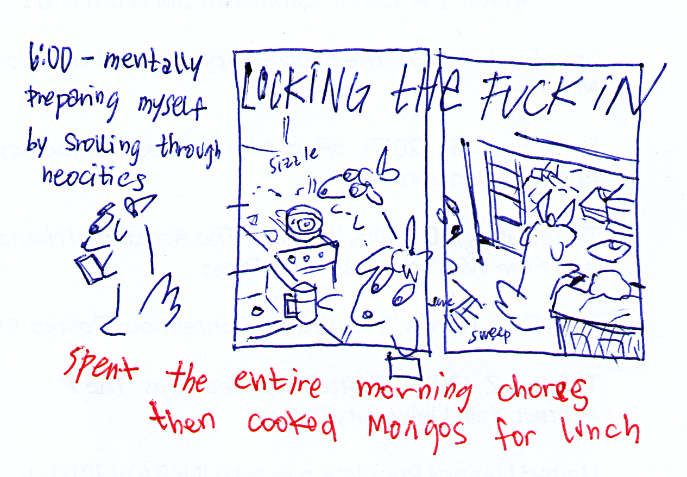 6:00 - mentally
preparing myself
by srolling through
neocities
LOCKING THE FUCK IN
sizzle
sweep
spent the entire morning chores
then cooked Mongos for lunch